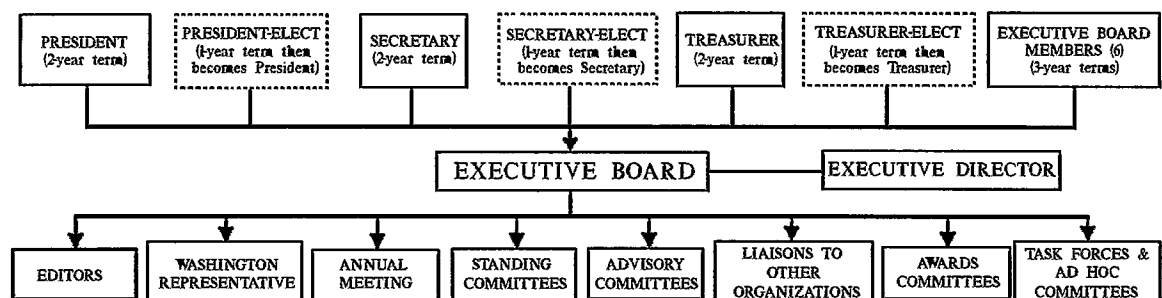 PRESIDENT
(2-year term)
PRESIDENT-ELECT
(1-year term then
becomes President)
SECRETARY
(2-year term)
SECRETARY-ELECT
(1-year term then
becomes Secretary)
TREASURER
(2-year term)
TREASURER-ELECT
(1-year term then
becomes Treasurer)
EXECUTIVE BOARD
MEMBERS (6)
(3-year terms)
EXECUTIVE BOARD
EXECUTIVE DIRECTOR
EDITORS
WASHINGTON
REPRESENTATIVE
ANNUAL
MEETING
STANDING
COMMITTEES
ADVISORY
COMMITTEES
LIAISONS TO
OTHER
ORGANIZATIONS
AWARDS
COMMITTEES
TASK FORCES &
AD HOC
COMMITTEES